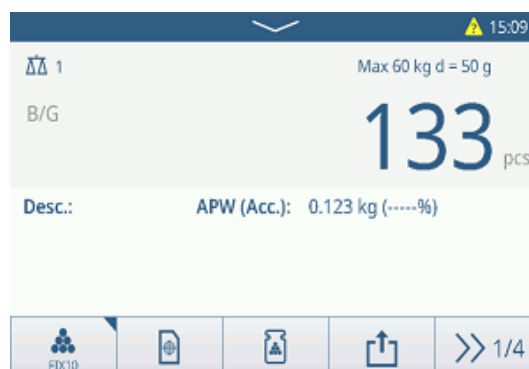 15:09
1 Max 60 kg d = 50 g
B/G
133 pcs
Desc.: APW (Acc.): 0.123 kg (-----%)
FIX10 1/4